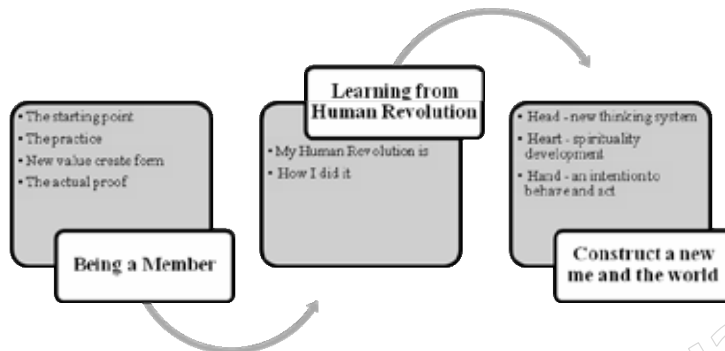 • The starting point
• The practice
• New value create form
• The actual proof
Being a Member
Learning from
Human Revolution
• My Human Revolution is
• How I did it
• Head - new thinking system
• Heart - spirituality
development
• Hand - an intention to
behave and act
Construct a new
me and the world